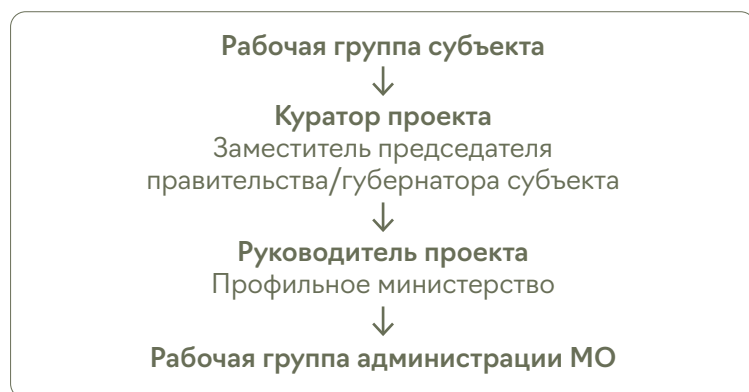 Рабочая группа субъекта
Куратор проекта
Заместитель председателя
правительства/губернатора субъекта
Руководитель проекта
Профильное министерство
Рабочая группа администрации МО